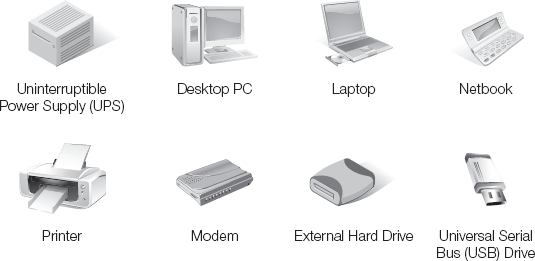 Uninterruptible
Power Supply (UPS)
Desktop PC
Laptop
Netbook
Printer
Modem
External Hard Drive
Universal Serial
Bus (USB) Drive